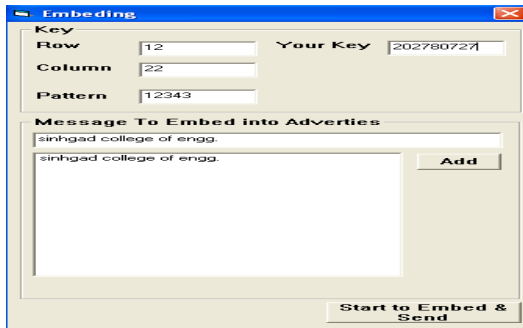 Embeding
Key
Row 12 Your Key 202780727
Column 22
Pattern 12343
Message To Embed into Adverties
sinhgad college of engg.
sinhgad college of engg.
Add
Start to Embed &
Send